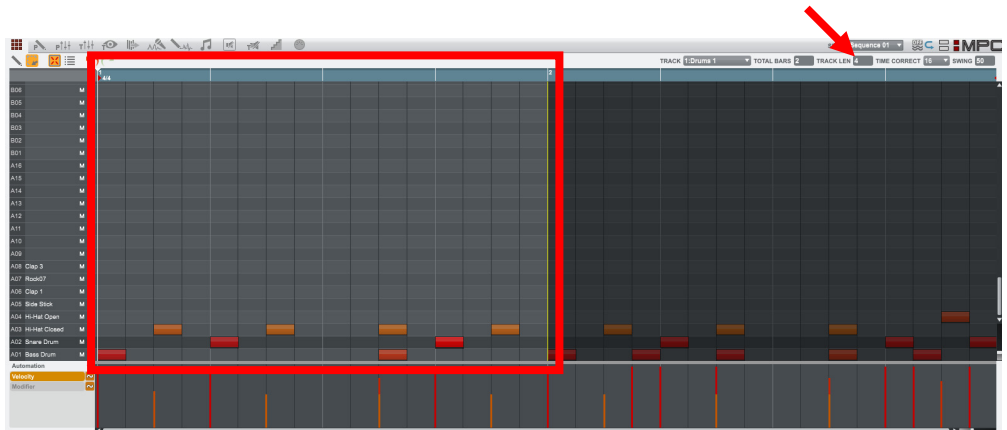 Sequence 01
MPC
TRACK 1:Drums 1 TOTAL BARS 2 TRACK LEN 4 TIME CORRECT 16 SWING 50
1 2
4/4
B06 M
B05 M
B04 M
B03 M
B02 M
B01 M
A16 M
A15 M
A14 M
A13 M
A12 M
A11 M
A10 M
A09 M
A08 Clap 3 M
A07 Rock07 M
A06 Clap 1 M
A05 Side Stick M
A04 Hi-Hat Open M
A03 Hi-Hat Closed M
A02 Snare Drum M
A01 Bass Drum M
Automation
Velocity
Modifier